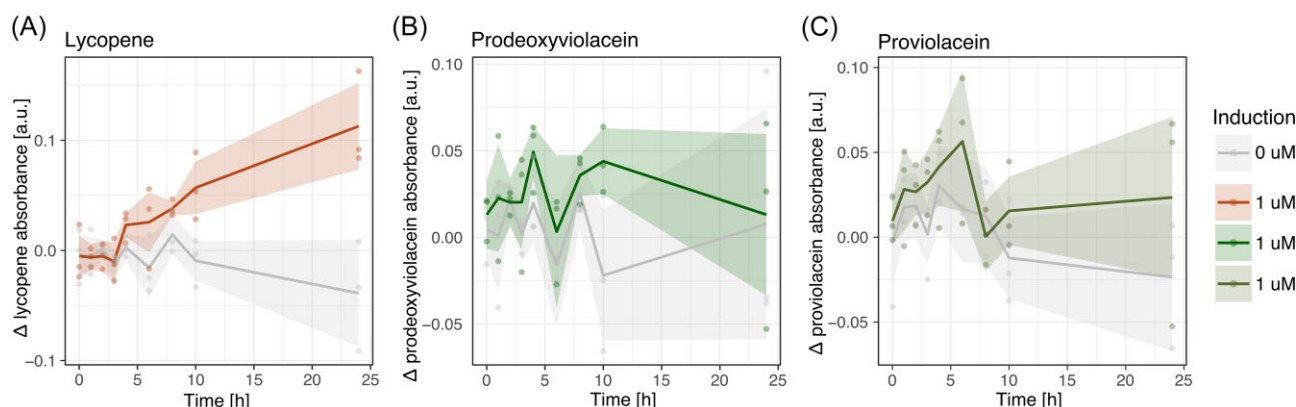 (A)
Lycopene
Δ lycopene absorbance [a.u.]
0.1
0.0
−0.1
0 5 10 15 20 25
Time [h]
(B)
Prodeoxyviolacein
Δ prodeoxyviolacein absorbance [a.u.]
0.10
0.05
0.00
−0.05
0 5 10 15 20 25
Time [h]
(C)
Proviolacein
Δ proviolacein absorbance [a.u.]
0.10
0.05
0.00
−0.05
0 5 10 15 20 25
Time [h]
Induction
0 uM
1 uM
1 uM
1 uM